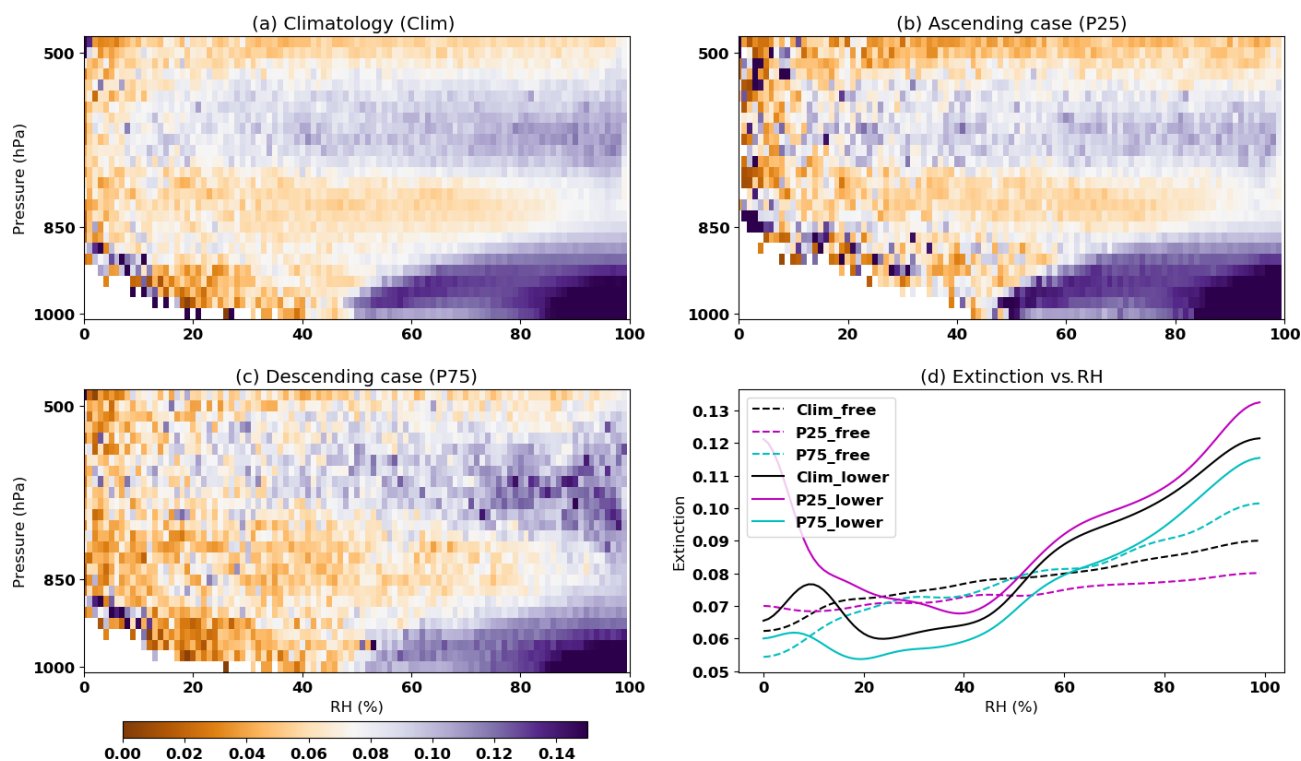 (a) Climatology (Clim)
500
850
1000
Pressure (hPa)
0 20 40 60 80 100
(b) Ascending case (P25)
500
850
1000
0 20 40 60 80 100
(c) Descending case (P75)
500
850
1000
Pressure (hPa)
0 20 40 60 80 100
RH (%)
0.00 0.02 0.04 0.06 0.08 0.10 0.12 0.14
(d) Extinction vs.RH
Clim_free
P25_free
P75_free
Clim_lower
P25_lower
P75_lower
0.13
0.12
0.11
0.10
0.09
0.08
0.07
0.06
0.05
Extinction
0 20 40 60 80 100
RH (%)